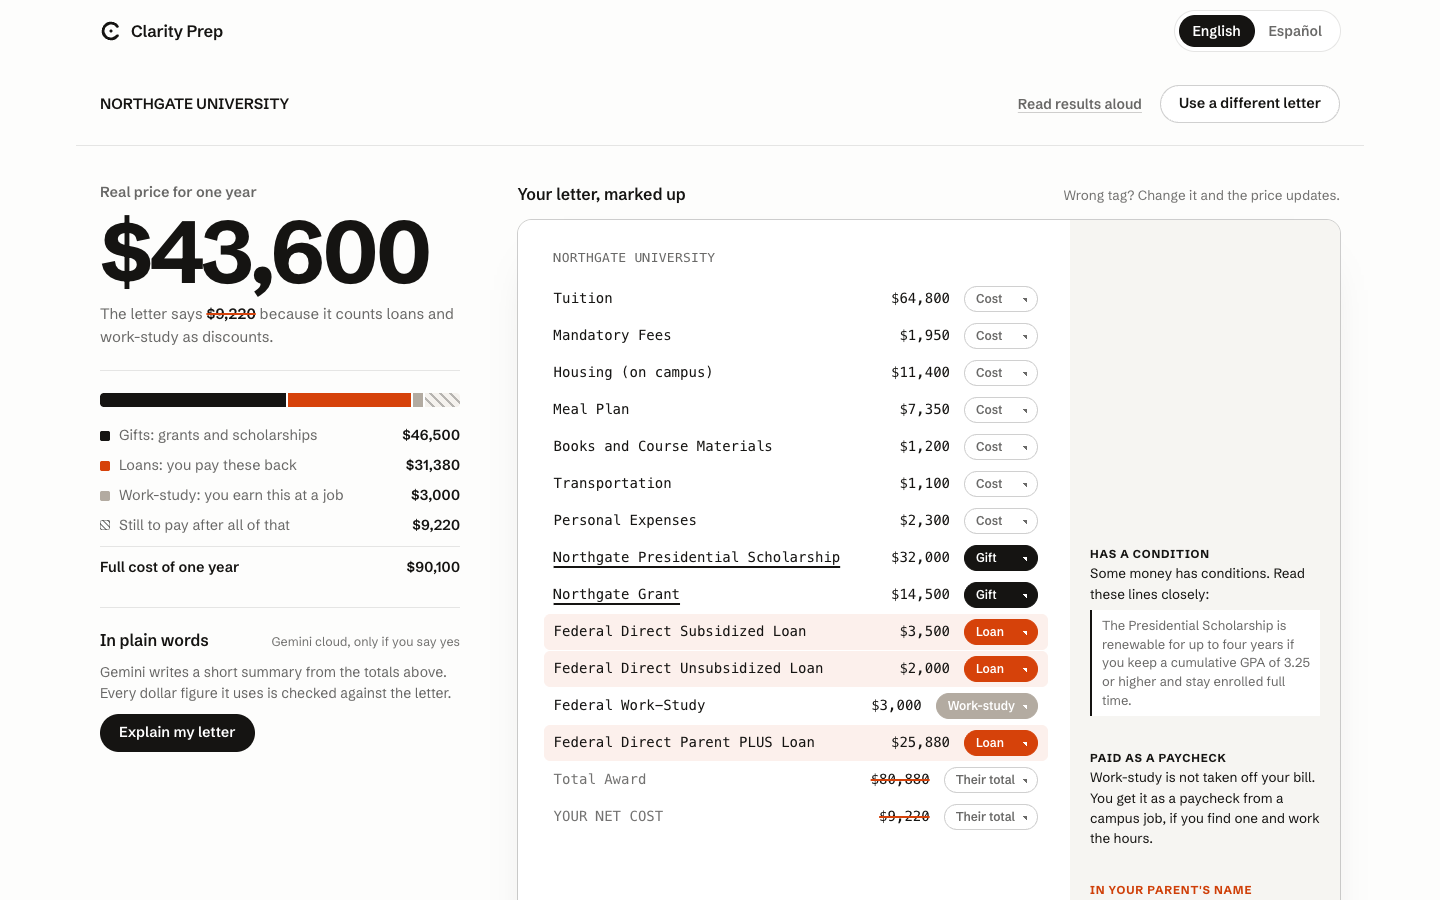 Clarity Prep
English
Español
NORTHGATE UNIVERSITY
Read results aloud
Use a different letter
Real price for one year
$43,600
The letter says $9,220 because it counts loans and
work-study as discounts.
Gifts: grants and scholarships $46,500
Loans: you pay these back $31,380
Work-study: you earn this at a job $3,000
Still to pay after all of that $9,220
Full cost of one year $90,100
In plain words
Gemini cloud, only if you say yes
Gemini writes a short summary from the totals above.
Every dollar figure it uses is checked against the letter.
Explain my letter
Your letter, marked up
Wrong tag? Change it and the price updates.
NORTHGATE UNIVERSITY
Tuition $64,800 Cost
Mandatory Fees $1,950 Cost
Housing (on campus) $11,400 Cost
Meal Plan $7,350 Cost
Books and Course Materials $1,200 Cost
Transportation $1,100 Cost
Personal Expenses $2,300 Cost
Northgate Presidential Scholarship $32,000 Gift
Northgate Grant $14,500 Gift
Federal Direct Subsidized Loan $3,500 Loan
Federal Direct Unsubsidized Loan $2,000 Loan
Federal Work-Study $3,000 Work-study
Federal Direct Parent PLUS Loan $25,880 Loan
Total Award $80,880 Their total
YOUR NET COST $9,220 Their total
HAS A CONDITION
Some money has conditions. Read
these lines closely:
The Presidential Scholarship is
renewable for up to four years if
you keep a cumulative GPA of 3.25
or higher and stay enrolled full
time.
PAID AS A PAYCHECK
Work-study is not taken off your bill.
You get it as a paycheck from a
campus job, if you find one and work
the hours.
IN YOUR PARENT'S NAME